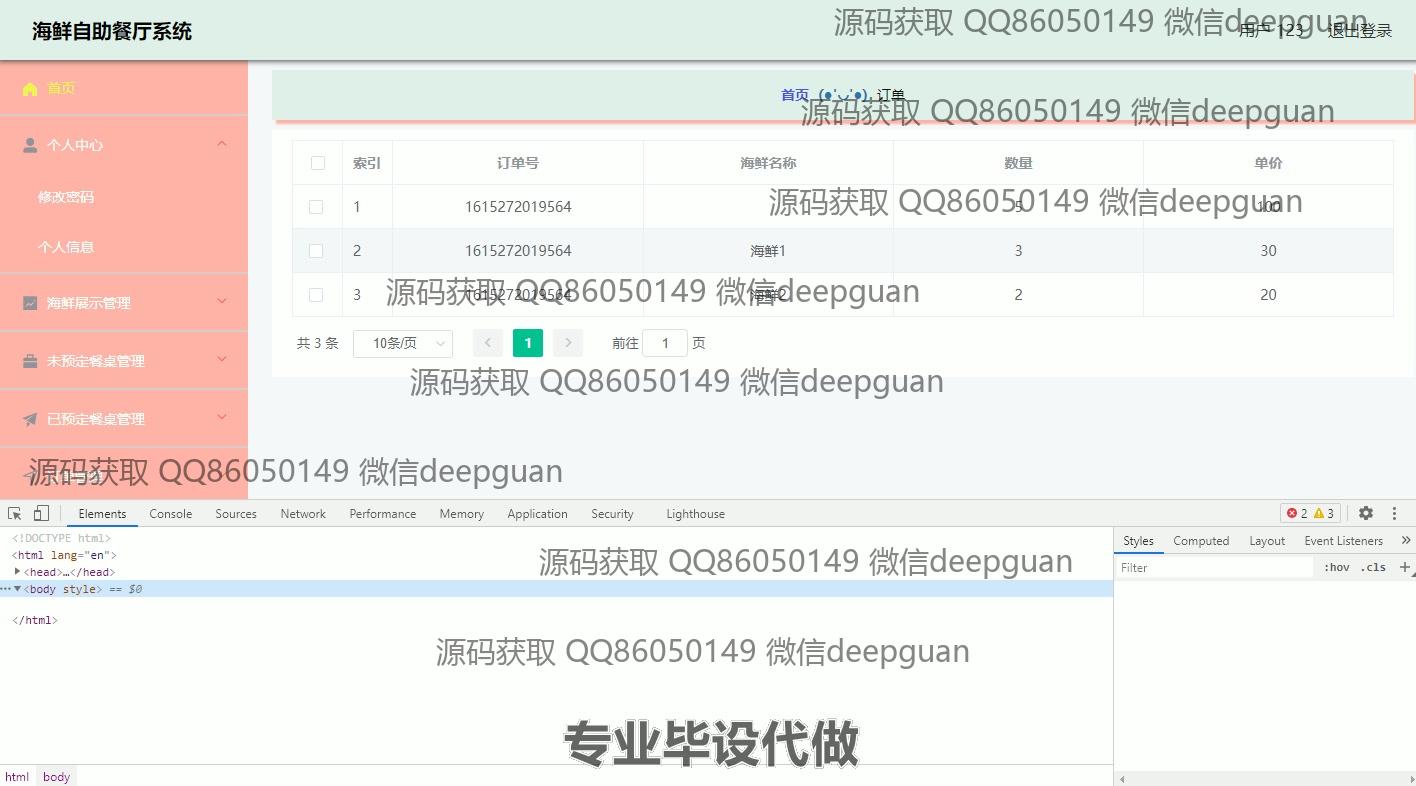 海鲜自助餐厅系统
用户 123 退出登录
源码获取 QQ86050149 微信deepguan
首页
首页 (●'◡'●) 订单
源码获取 QQ86050149 微信deepguan
个人中心
索引 订单号 海鲜名称 数量 单价
修改密码
源码获取 QQ86050149 微信deepguan
1 1615272019564 5 100
个人信息
2 1615272019564 海鲜1 3 30
海鲜展示管理
源码获取 QQ86050149 微信deepguan
3 1615272019564 海鲜2 2 20
共 3 条 10条/页 < 1 > 前往 1 页
未预定餐桌管理
源码获取 QQ86050149 微信deepguan
已预定餐桌管理
源码获取 QQ86050149 微信deepguan
Elements Console Sources Network Performance Memory Application Security Lighthouse 2 3
<!DOCTYPE html>
<html lang="en">
<head>…</head>
<body style> == $0
</html>
Styles Computed Layout Event Listeners »
Filter :hov .cls +
源码获取 QQ86050149 微信deepguan
源码获取 QQ86050149 微信deepguan
专业毕设代做
html body